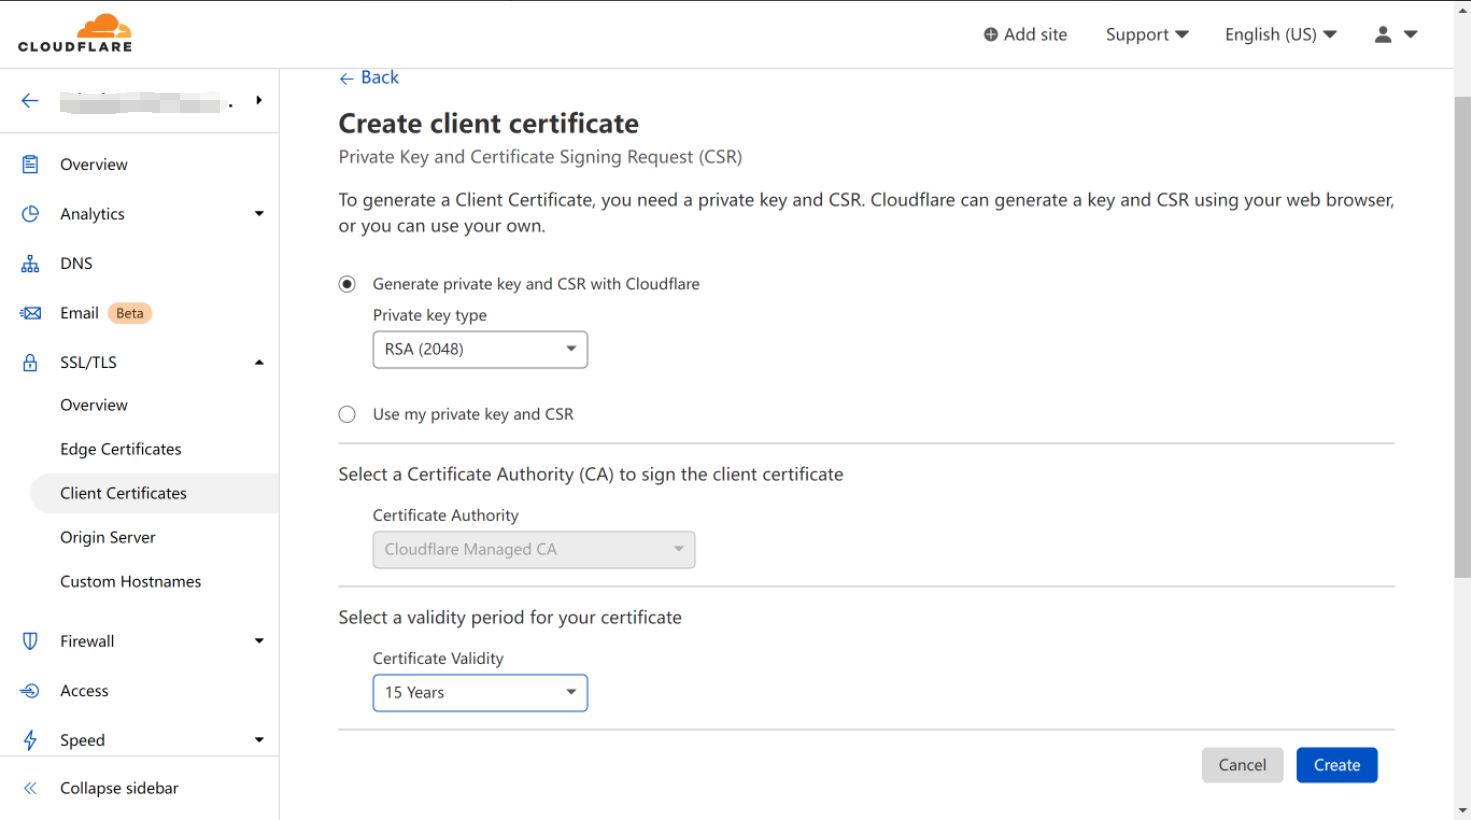 CLOUDFLARE
Add site
Support
English (US)
Overview
Analytics
DNS
Email Beta
SSL/TLS
Overview
Edge Certificates
Client Certificates
Origin Server
Custom Hostnames
Firewall
Access
Speed
Collapse sidebar
Back
Create client certificate
Private Key and Certificate Signing Request (CSR)
To generate a Client Certificate, you need a private key and CSR. Cloudflare can generate a key and CSR using your web browser,
or you can use your own.
Generate private key and CSR with Cloudflare
Private key type
RSA (2048)
Use my private key and CSR
Select a Certificate Authority (CA) to sign the client certificate
Certificate Authority
Cloudflare Managed CA
Select a validity period for your certificate
Certificate Validity
15 Years
Cancel
Create